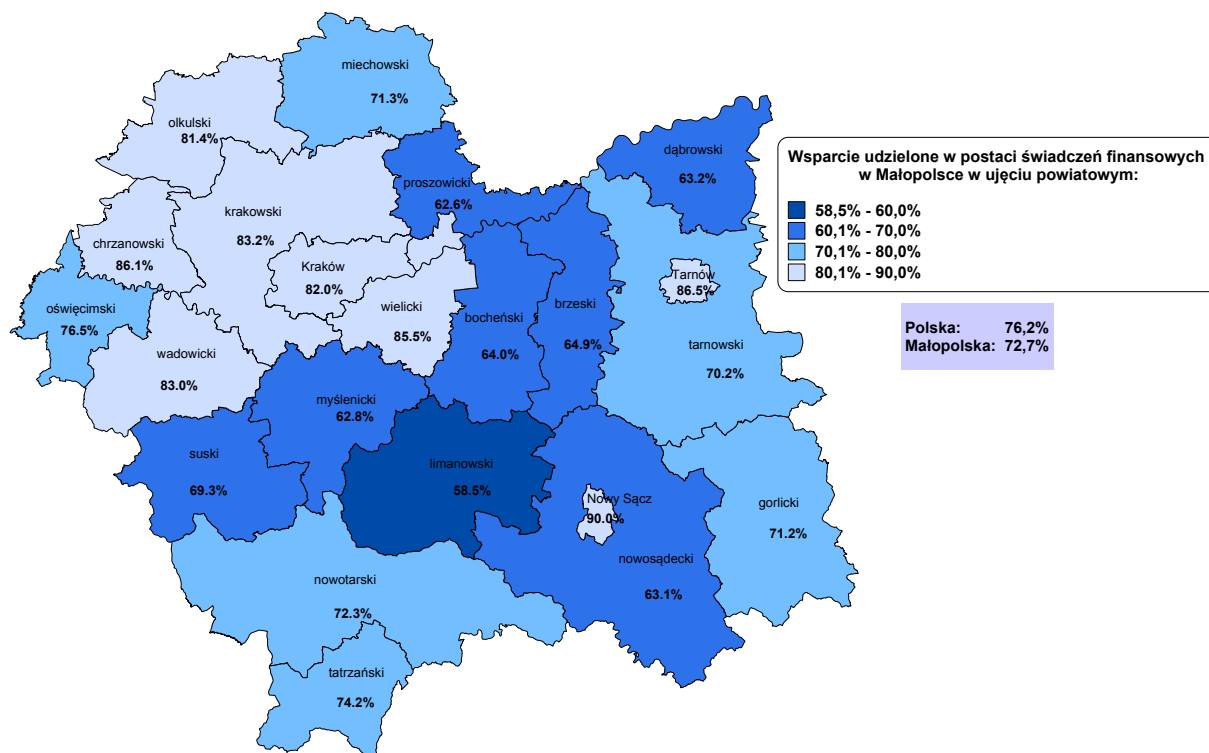 miechowski
71.3%
olkulski
81.4%
dąbrowski
63.2%
proszowicki
62.6%
krakowski
83.2%
chrzanowski
86.1%
Kraków
82.0%
Tarnów
86.5%
oświęcimski
76.5%
wielicki
85.5%
bocheński
64.0%
brzeski
64.9%
tarnowski
70.2%
wadowicki
83.0%
myślenicki
62.8%
suski
69.3%
limanowski
58.5%
Nowy Sącz
90.0%
gorlicki
71.2%
nowosądecki
63.1%
nowotarski
72.3%
tatrzański
74.2%
Wsparcie udzielone w postaci świadczeń finansowych
w Małopolsce w ujęciu powiatowym:
58,5% - 60,0%
60,1% - 70,0%
70,1% - 80,0%
80,1% - 90,0%
Polska: 76,2%
Małopolska: 72,7%